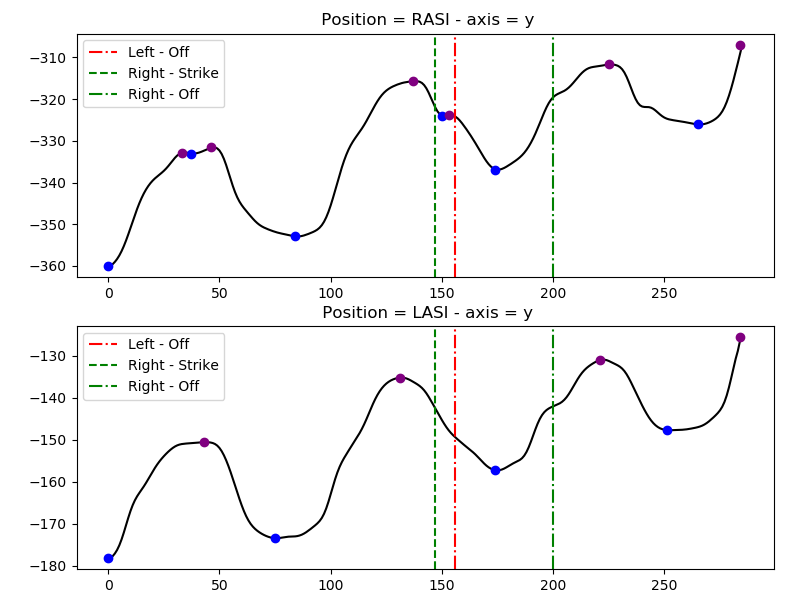 Position = RASI - axis = y
Left - Off
Right - Strike
Right - Off
−310
−320
−330
−340
−350
−360
0 50 100 150 200 250
Position = LASI - axis = y
Left - Off
Right - Strike
Right - Off
−130
−140
−150
−160
−170
−180
0 50 100 150 200 250